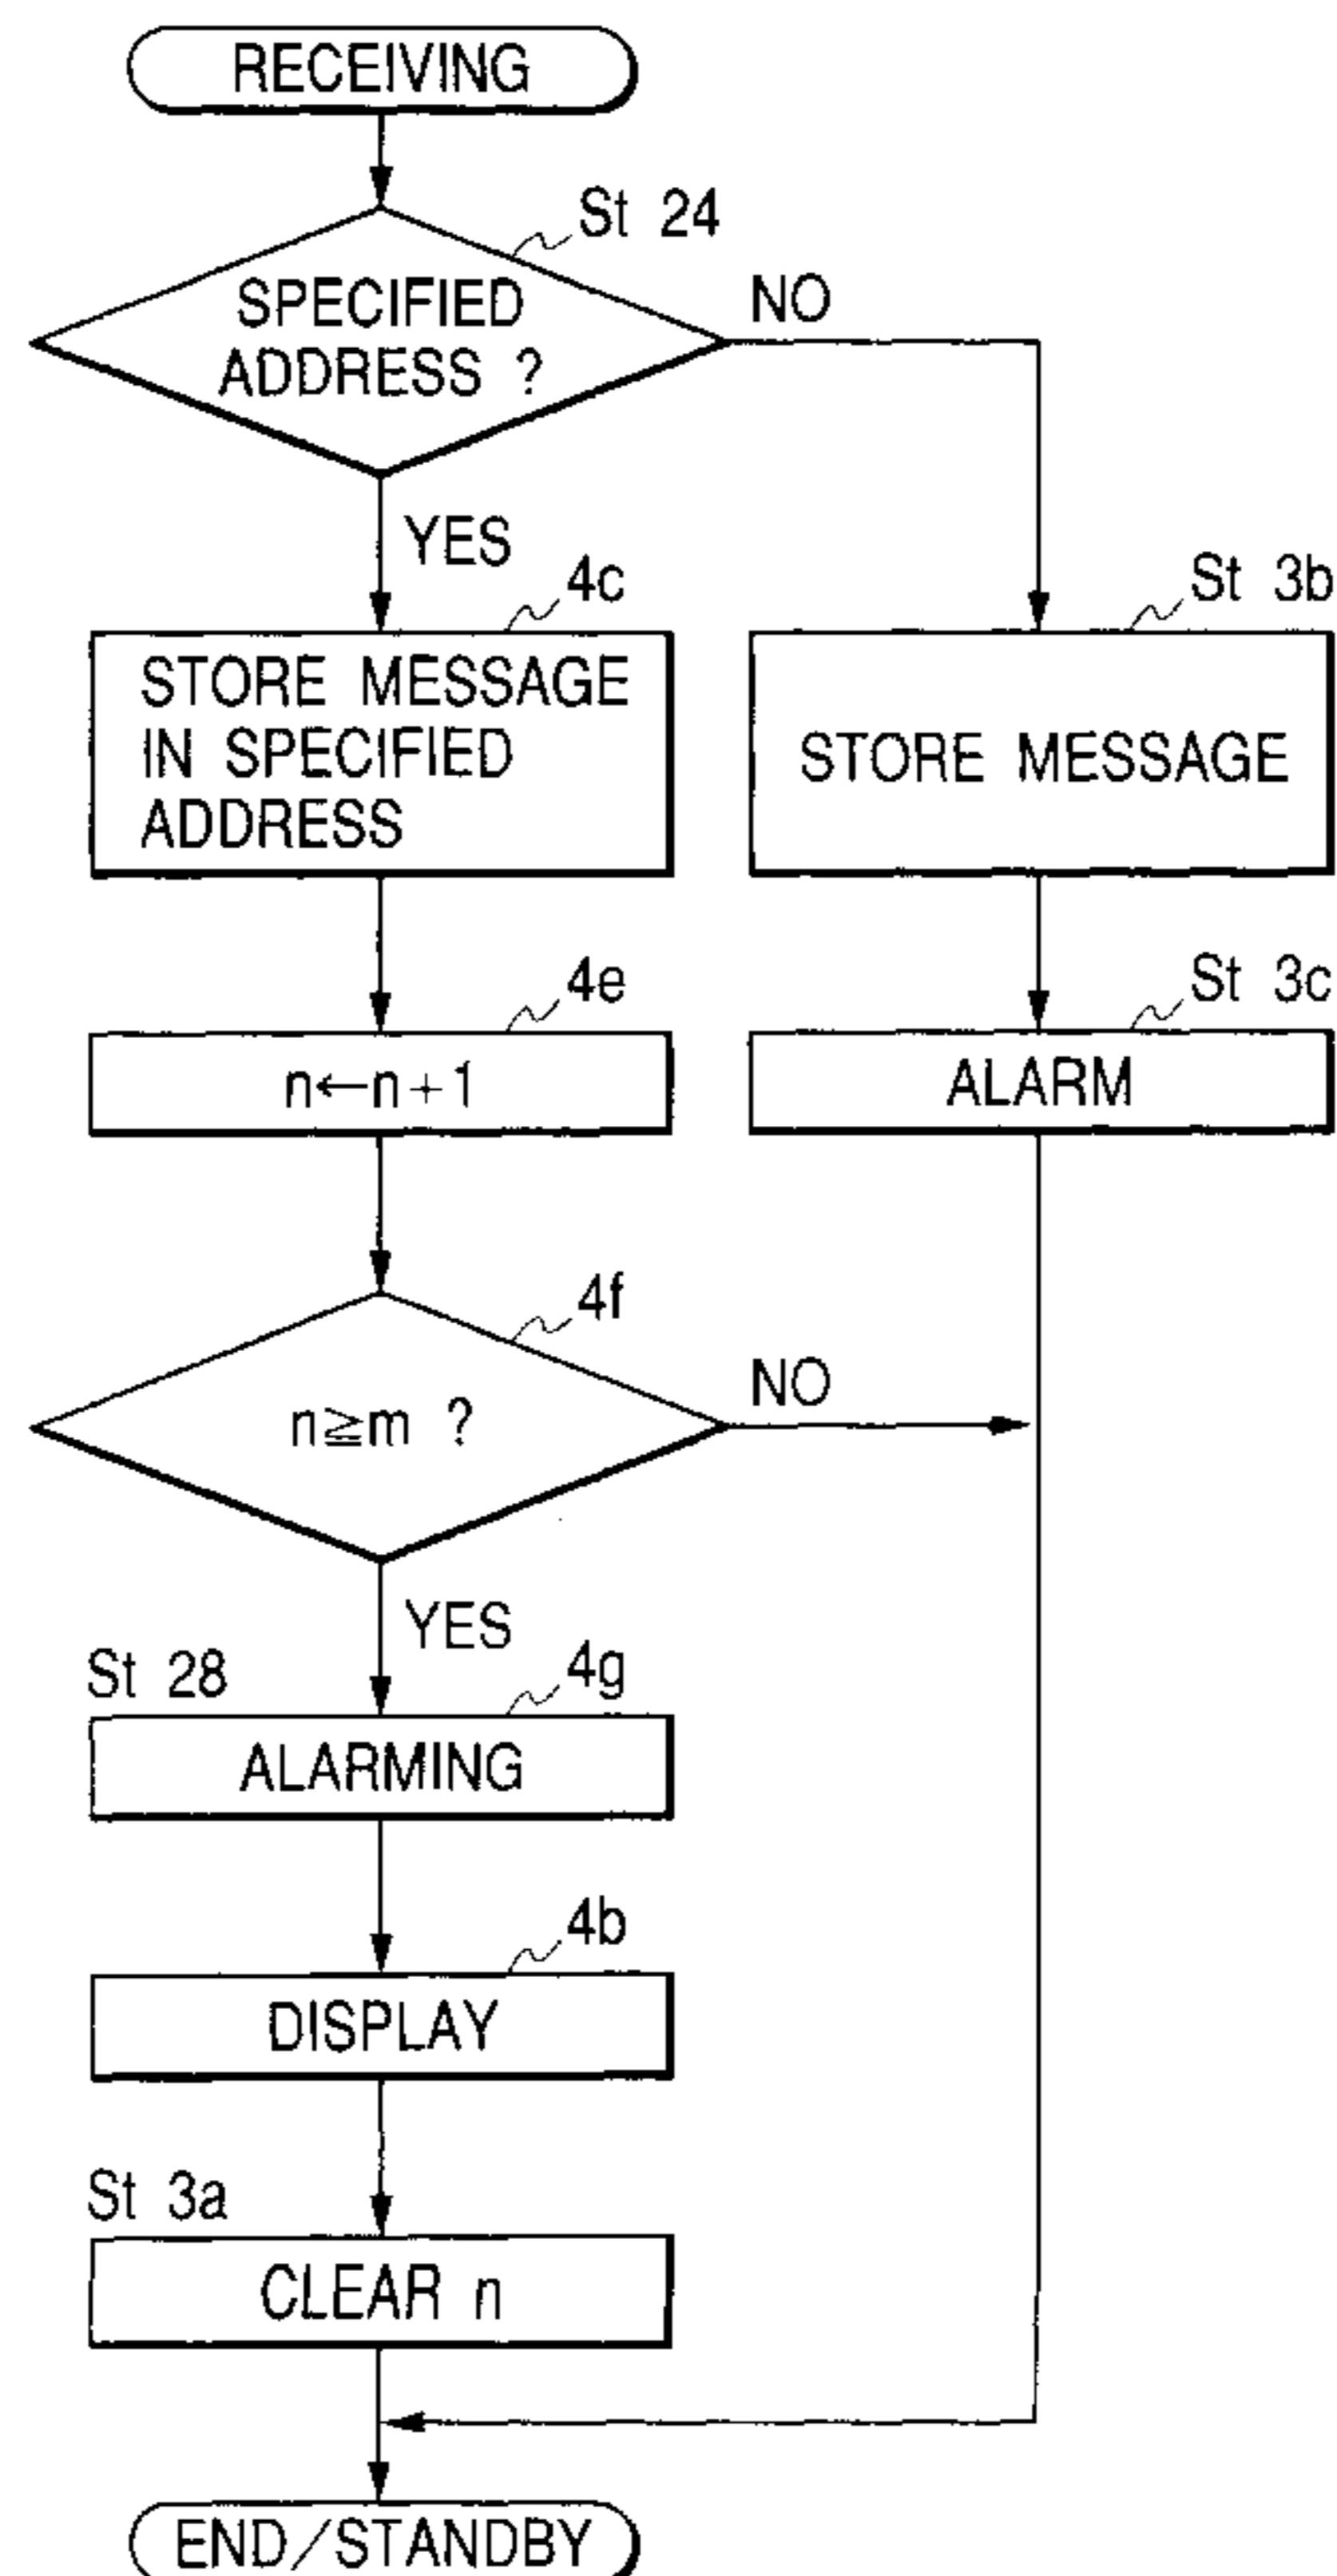 RECEIVING
St 24
SPECIFIED
ADDRESS ?
NO
YES
4c
STORE MESSAGE
IN SPECIFIED
ADDRESS
St 3b
STORE MESSAGE
4e
n←n+1
St 3c
ALARM
4f
n≧m ?
NO
YES
St 28
4g
ALARMING
4b
DISPLAY
St 3a
CLEAR n
END/STANDBY